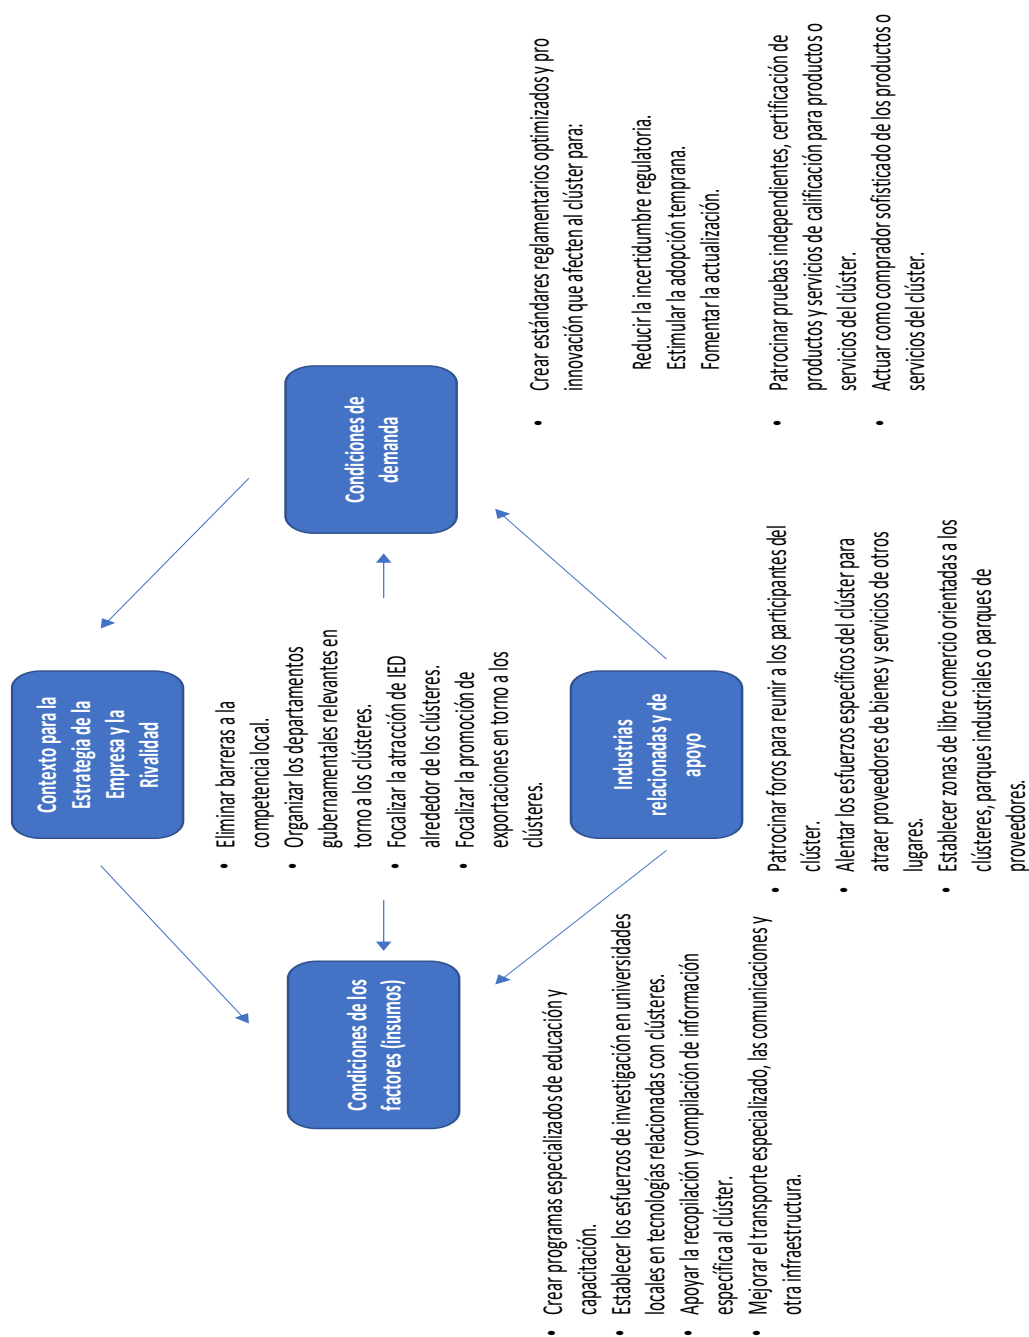 Contexto para la
Estrategia de la
Empresa y la
Rivalidad
• Eliminar barreras a la
competencia local.
• Organizar los departamentos
gubernamentales relevantes en
torno a los clústeres.
• Focalizar la atracción de IED
alrededor de los clústeres.
• Focalizar la promoción de
exportaciones en torno a los
clústeres.
Condiciones de los
factores (insumos)
Condiciones de
demanda
Industrias
relacionadas y de
apoyo
• Crear programas especializados de educación y
capacitación.
• Establecer los esfuerzos de investigación en universidades
locales en tecnologías relacionadas con clústeres.
• Apoyar la recopilación y compilación de información
específica al clúster.
• Mejorar el transporte especializado, las comunicaciones y
otra infraestructura.
• Patrocinar foros para reunir a los participantes del
clúster.
• Alentar los esfuerzos específicos del clúster para
atraer proveedores de bienes y servicios de otros
lugares.
• Establecer zonas de libre comercio orientadas a los
clústeres, parques industriales o parques de
proveedores.
• Crear estándares reglamentarios optimizados y pro
innovación que afecten al clúster para:
Reducir la incertidumbre regulatoria.
Estimular la adopción temprana.
Fomentar la actualización.
• Patrocinar pruebas independientes, certificación de
productos y servicios de calificación para productos o
servicios del clúster.
• Actuar como comprador sofisticado de los productos o
servicios del clúster.